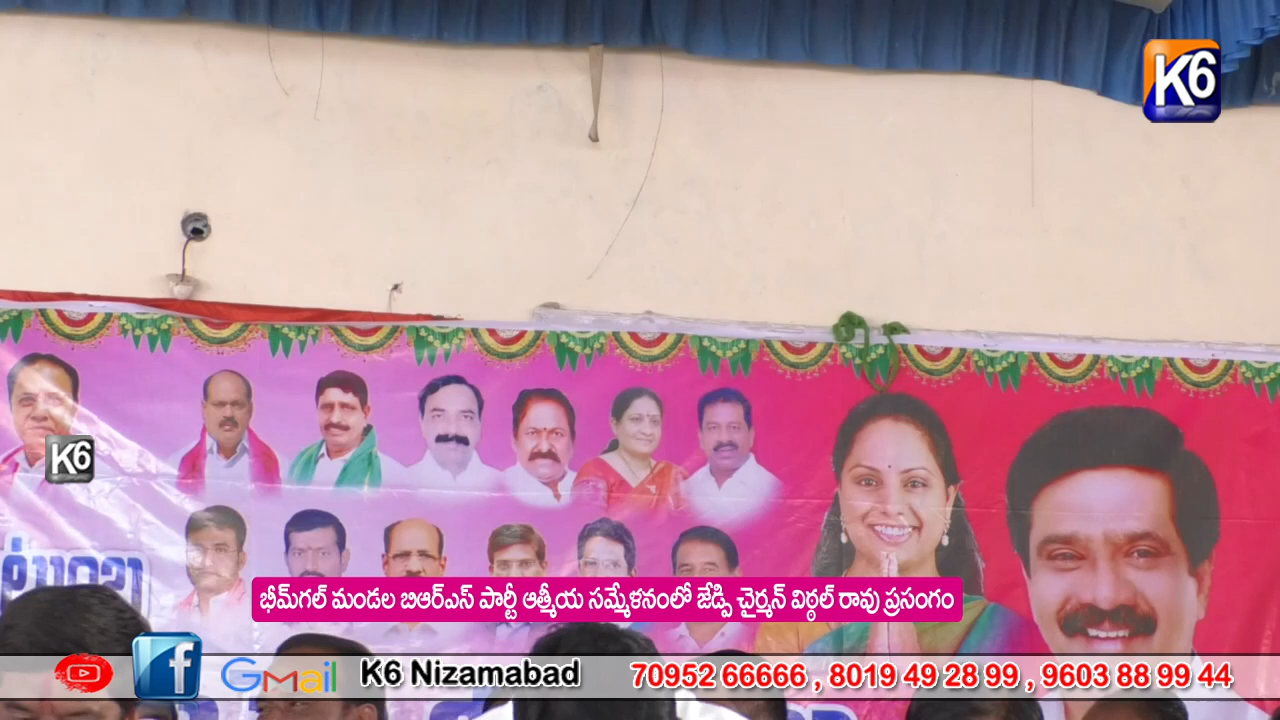 K6
K6
భీమ్‌గల్ మండల బిఆర్ఎస్ పార్టీ ఆత్మీయ సమ్మేళనంలో జేడ్పి చైర్మన్ విఠ్ఠల్ రావు ప్రసంగం
f Gmail K6 Nizamabad 70952 66666 , 8019 49 28 99 , 9603 88 99 44